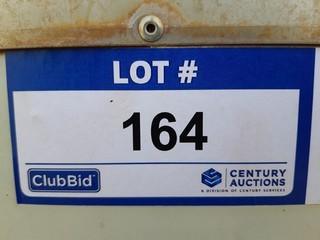 LOT #
164
ClubBid
CENTURY
AUCTIONS
A DIVISION OF CENTURY SERVICES